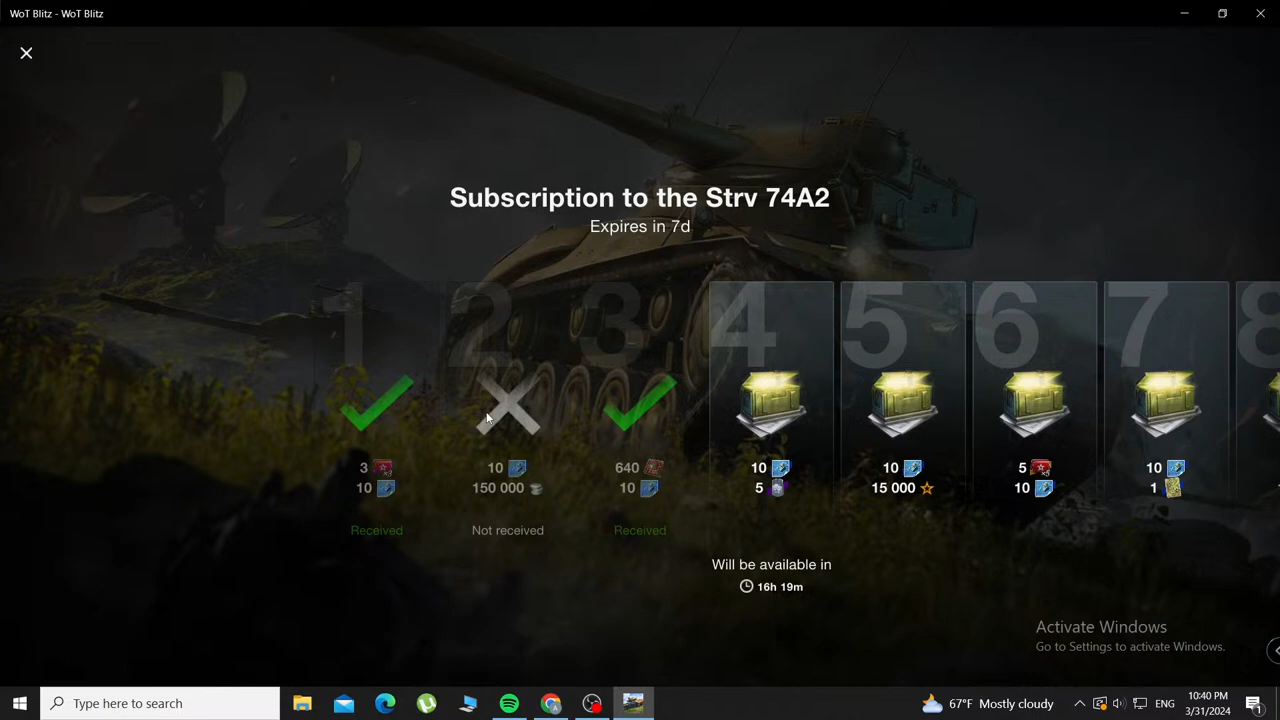 WoT Blitz - WoT Blitz
Subscription to the Strv 74A2
Expires in 7d
1 2 3 4 5 6 7 8
3 10 640 10 10 5 10
10 150 000 10 5 15 000 10 1
Received Not received Received
Will be available in
16h 19m
Activate Windows
Go to Settings to activate Windows.
Type here to search
67°F Mostly cloudy
ENG
10:40 PM
3/31/2024
1